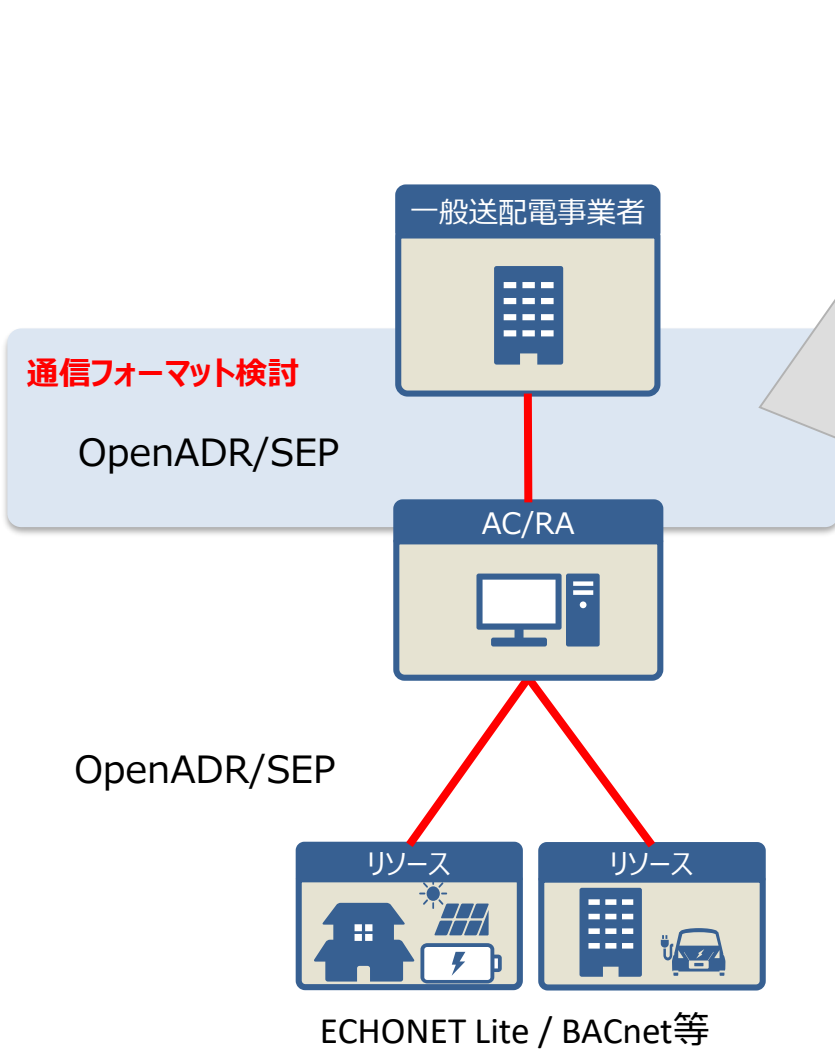 一般送配電事業者
通信フォーマット検討
OpenADR/SEP
AC/RA
OpenADR/SEP
リソース
リソース
ECHONET Lite / BACnet等